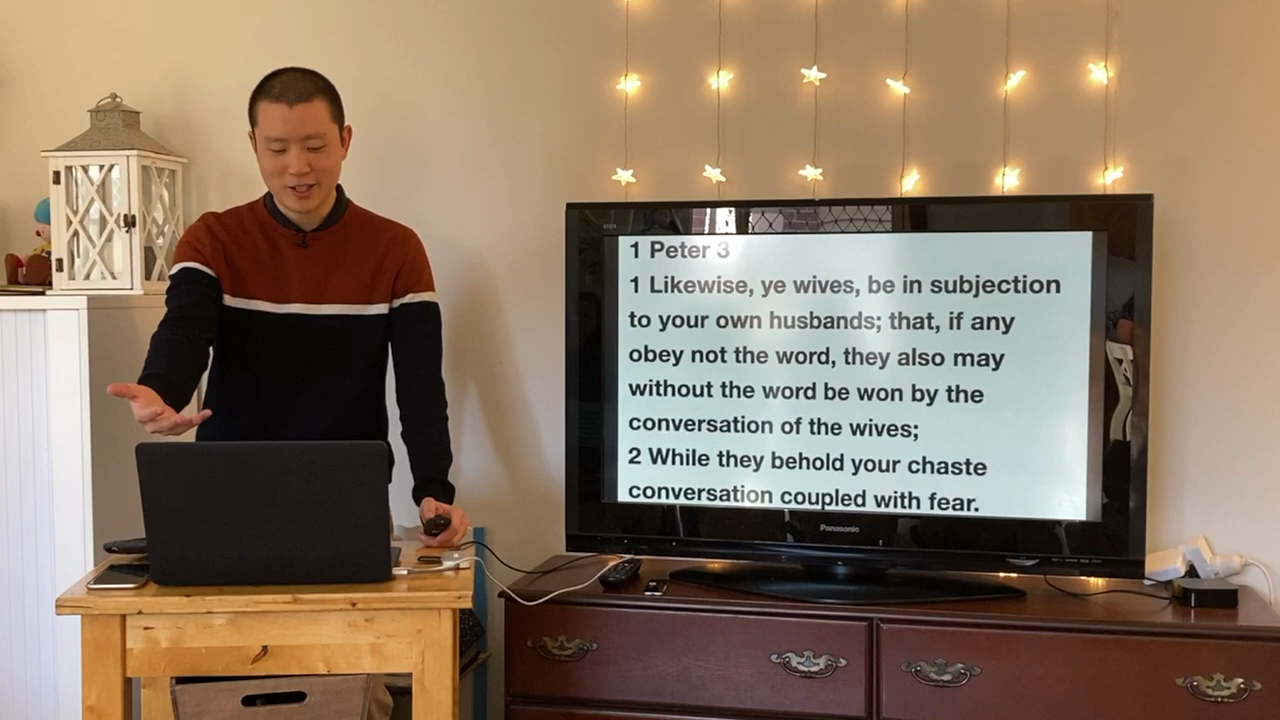 1 Peter 3
1 Likewise, ye wives, be in subjection
to your own husbands; that, if any
obey not the word, they also may
without the word be won by the
conversation of the wives;
2 While they behold your chaste
conversation coupled with fear.
Panasonic